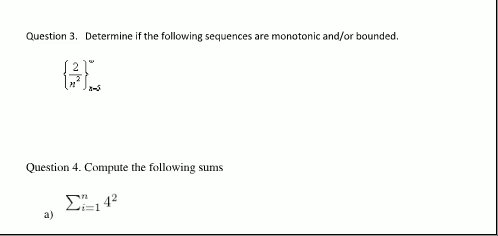 Question 3. Determine if the following sequences are monotonic and/or bounded.
{2/n²}∞n=5
Question 4. Compute the following sums
a) ∑ⁿᵢ₌₁ 4²